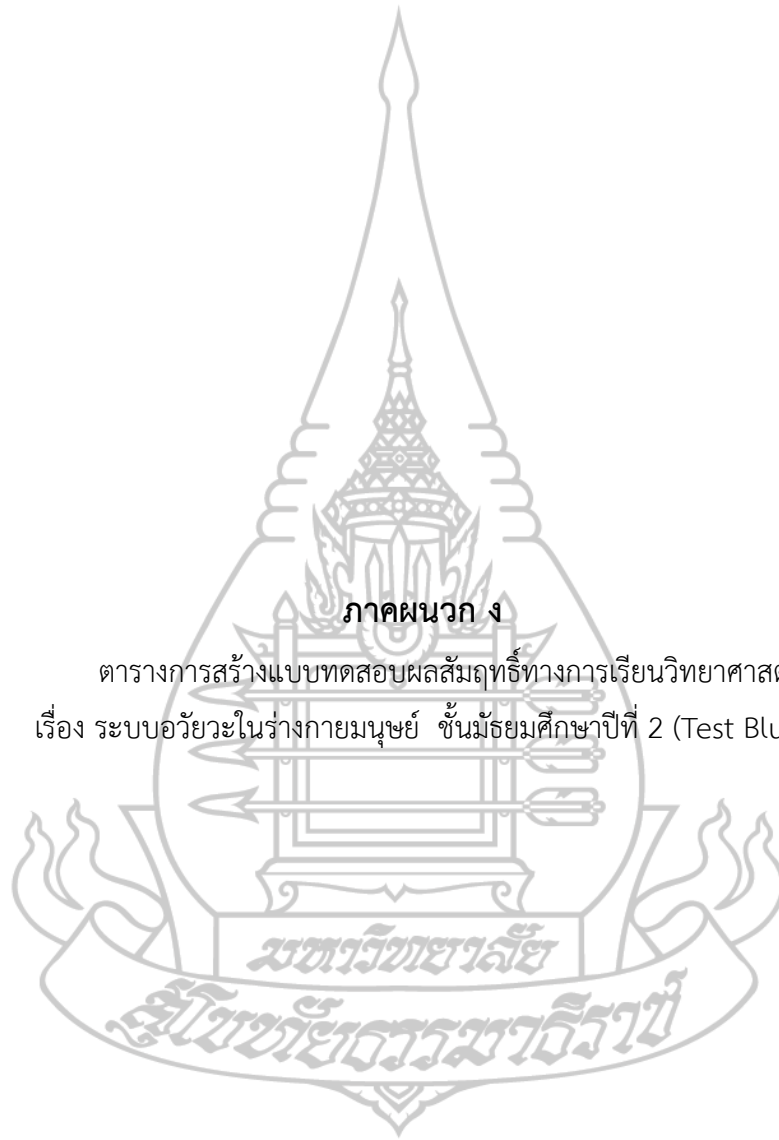 ภาคผนวก ง
ตารางการสร้างแบบทดสอบผลสัมฤทธิ์ทางการเรียนวิทยาศาสต
เรื่อง ระบบอวัยวะในร่างกายมนุษย์ ชั้นมัธยมศึกษาปีที่ 2 (Test Blu
มหาวิทยาลัย
สุโขทัยธรรมาธิราช